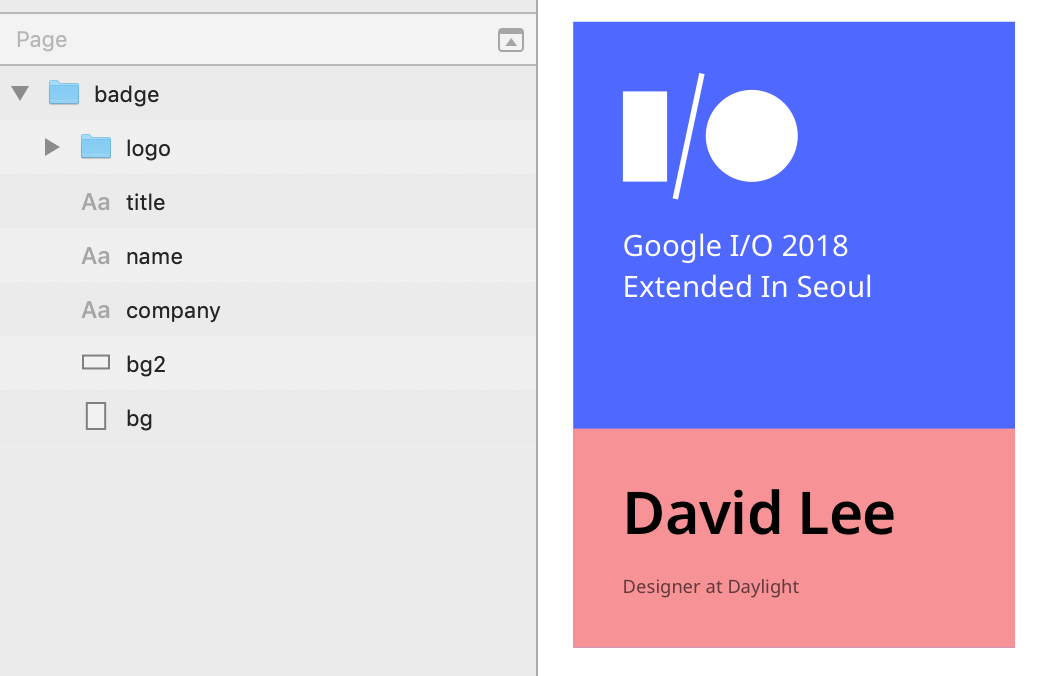 Page
badge
logo
Aa title
Aa name
Aa company
bg2
bg
I/O
Google I/O 2018
Extended In Seoul
David Lee
Designer at Daylight